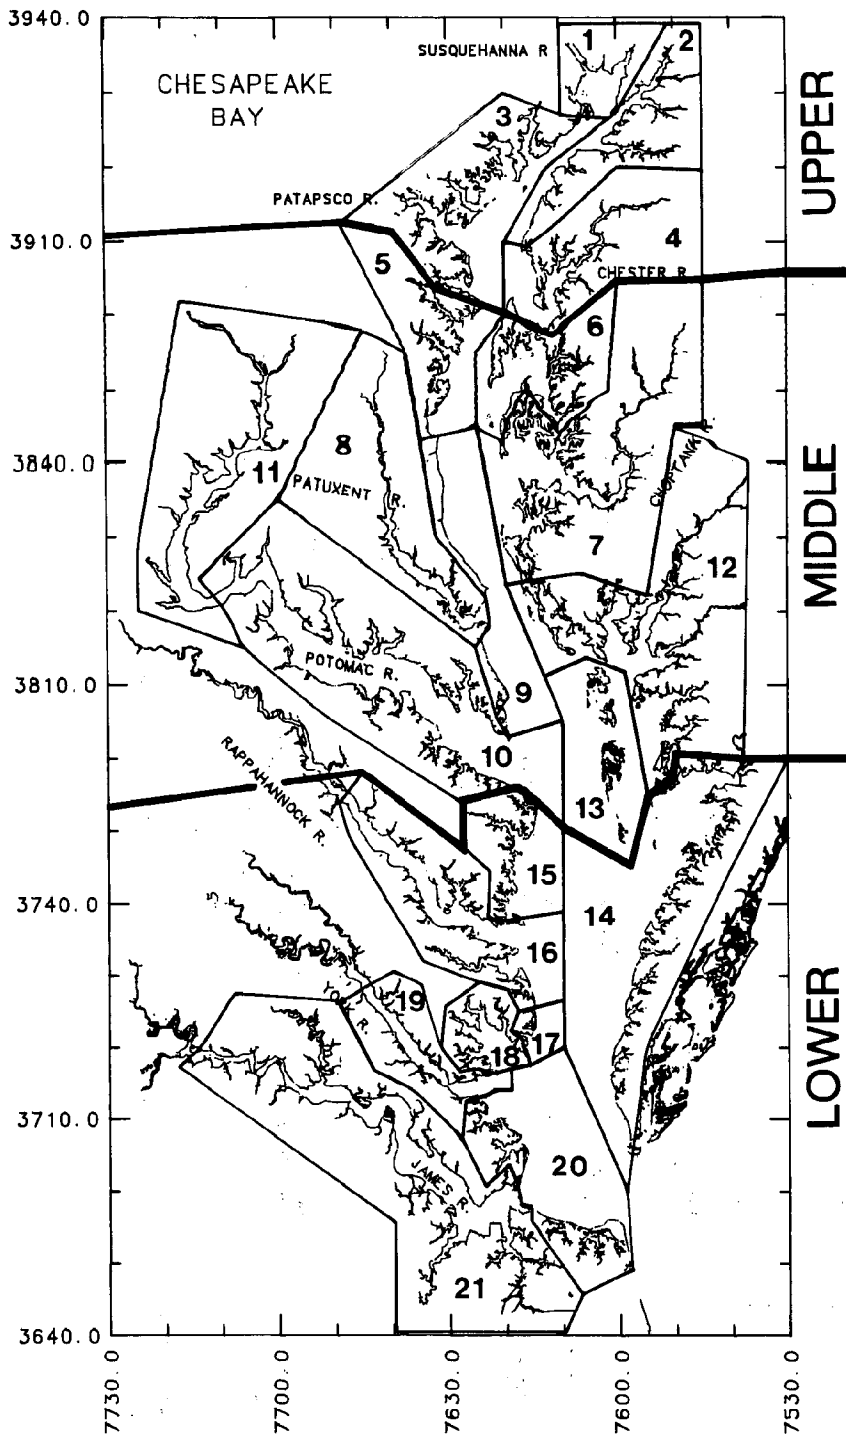 3940.0
1
2
SUSQUEHANNA R
CHESAPEAKE
BAY
3
UPPER
PATAPSCO R.
3910.0
4
5
CHESTER R
6
8
3840.0
11
PATUXENT R.
CHOPTANK
MIDDLE
7
12
POTOMAC R.
3810.0
9
RAPPAHANNOCK R.
10
13
15
3740.0
14
16
LOWER
19
YORK R.
18
17
3710.0
20
JAMES R.
21
3640.0
7730.0
7700.0
7630.0
7600.0
7530.0